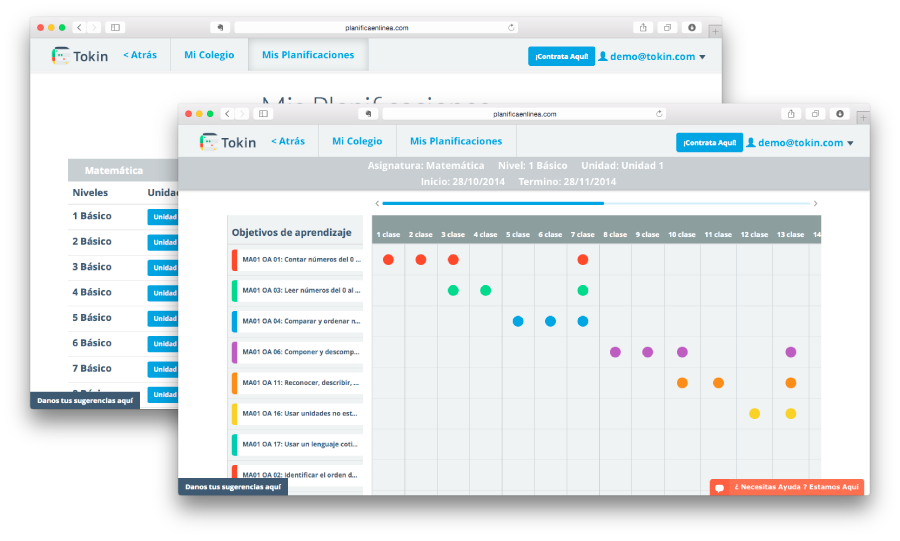 planificaenlinea.com
Tokin
< Atrás
Mi Colegio
Mis Planificaciones
¡Contrata Aquí!
demo@tokin.com
Mis Planificaciones
Matemática
Niveles
Unidad
1 Básico
Unidad
2 Básico
Unidad
3 Básico
Unidad
4 Básico
Unidad
5 Básico
Unidad
6 Básico
Unidad
7 Básico
Unidad
Unidad
Danos tus sugerencias aquí
planificaenlinea.com
Tokin
< Atrás
Mi Colegio
Mis Planificaciones
¡Contrata Aquí!
demo@tokin.com
Asignatura: Matemática Nivel: 1 Básico Unidad: Unidad 1
Inicio: 28/10/2014 Termino: 28/11/2014
Objetivos de aprendizaje
1 clase 2 clase 3 clase 4 clase 5 clase 6 clase 7 clase 8 clase 9 clase 10 clase 11 clase 12 clase 13 clase 14
MA01 OA 01: Contar números del 0 ...
MA01 OA 03: Leer números del 0 al ...
MA01 OA 04: Comparar y ordenar n...
MA01 OA 06: Componer y descomp...
MA01 OA 11: Reconocer, describir, ...
MA01 OA 16: Usar unidades no est...
MA01 OA 17: Usar un lenguaje coti...
MA01 OA 02: identificar el orden d...
Danos tus sugerencias aquí
¿ Necesitas Ayuda ? Estamos Aqui